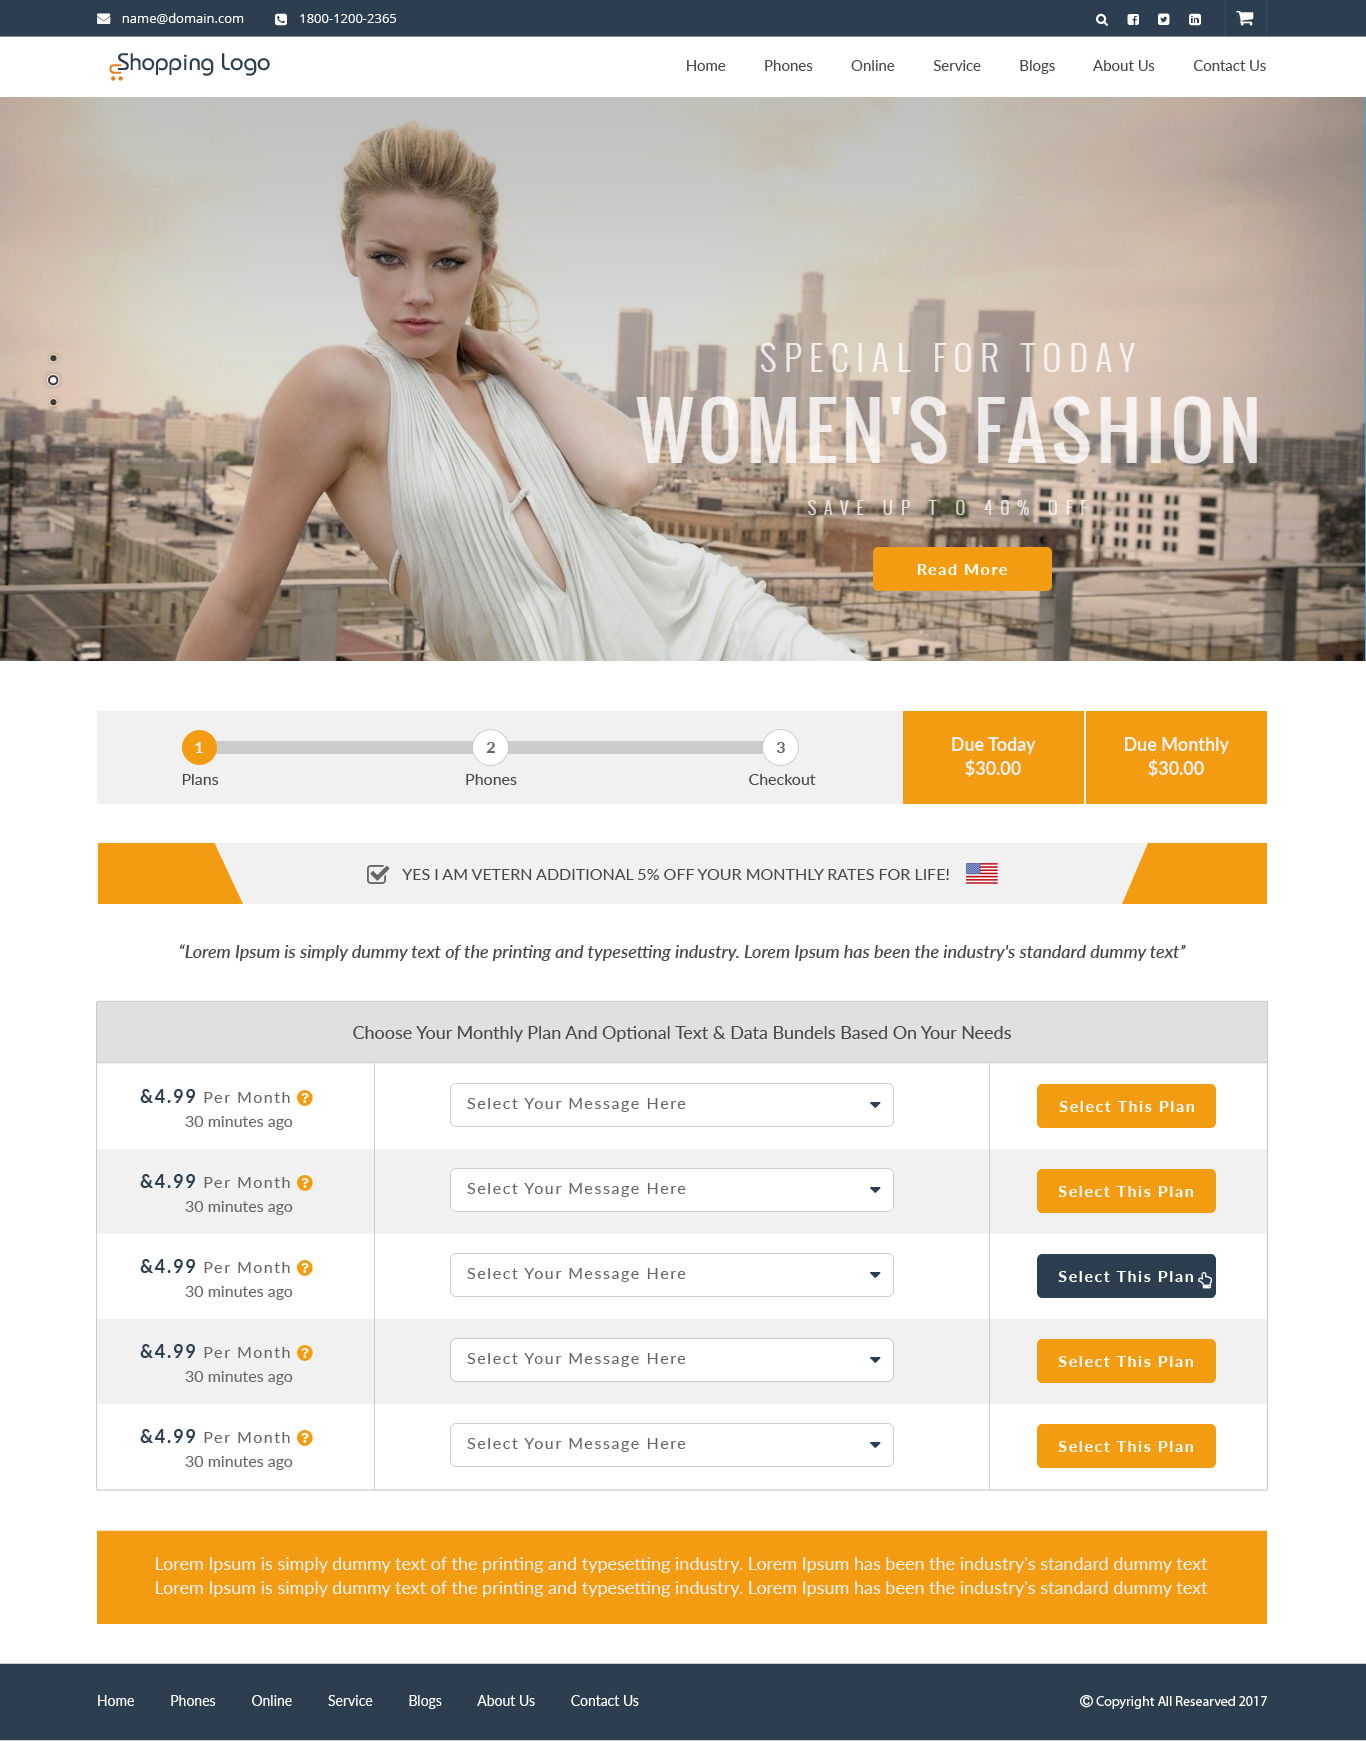 name@domain.com 1800-1200-2365
Shopping Logo
Home Phones Online Service Blogs About Us Contact Us
SPECIAL FOR TODAY
WOMEN'S FASHION
SAVE UP T O 40% OFF
Read More
1 2 3
Plans Phones Checkout
Due Today
$30.00
Due Monthly
$30.00
YES I AM VETERN ADDITIONAL 5% OFF YOUR MONTHLY RATES FOR LIFE!
“Lorem Ipsum is simply dummy text of the printing and typesetting industry. Lorem Ipsum has been the industry's standard dummy text”
Choose Your Monthly Plan And Optional Text & Data Bundels Based On Your Needs
&4.99 Per Month ?
30 minutes ago
Select Your Message Here
Select This Plan
&4.99 Per Month ?
30 minutes ago
Select Your Message Here
Select This Plan
&4.99 Per Month ?
30 minutes ago
Select Your Message Here
Select This Plan
&4.99 Per Month ?
30 minutes ago
Select Your Message Here
Select This Plan
&4.99 Per Month ?
30 minutes ago
Select Your Message Here
Select This Plan
Lorem Ipsum is simply dummy text of the printing and typesetting industry. Lorem Ipsum has been the industry's standard dummy text
Lorem Ipsum is simply dummy text of the printing and typesetting industry. Lorem Ipsum has been the industry's standard dummy text
Home Phones Online Service Blogs About Us Contact Us
© Copyright All Researved 2017